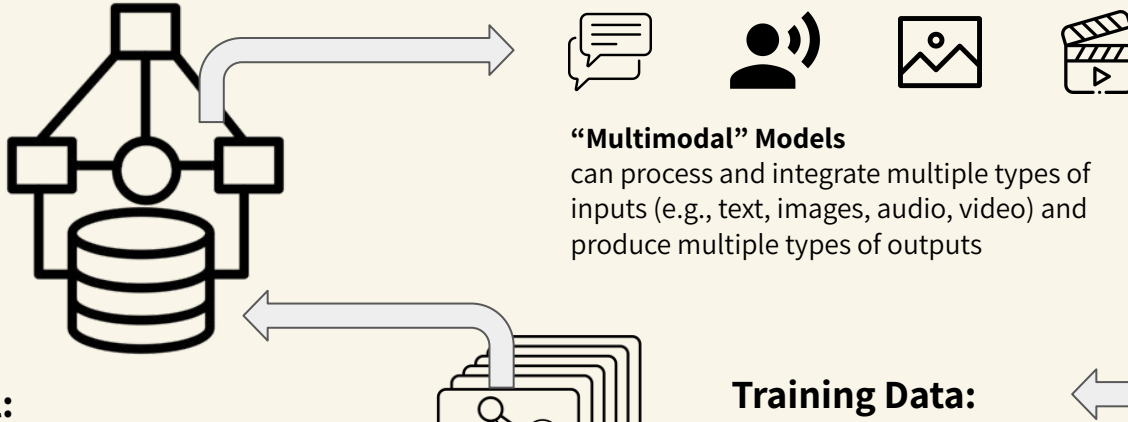 “Multimodal” Models
can process and integrate multiple types of
inputs (e.g., text, images, audio, video) and
produce multiple types of outputs
Training Data: